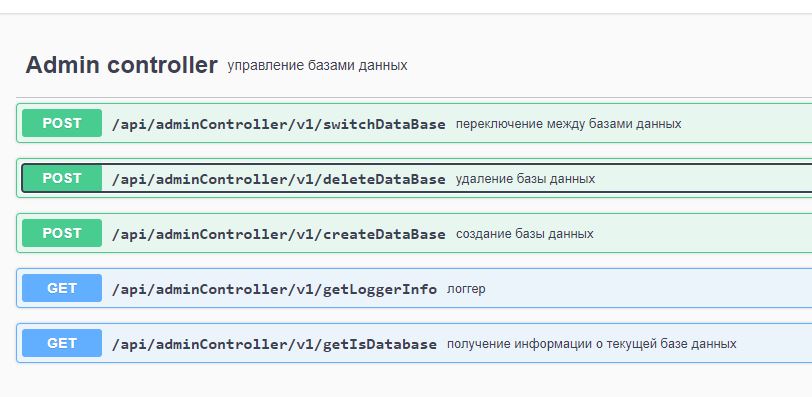 Admin controller управление базами данных
POST /api/adminController/v1/switchDataBase переключение между базами данных
POST /api/adminController/v1/deleteDataBase удаление базы данных
POST /api/adminController/v1/createDataBase создание базы данных
GET /api/adminController/v1/getLoggerInfo логгер
GET /api/adminController/v1/getIsDatabase получение информации о текущей базе данных